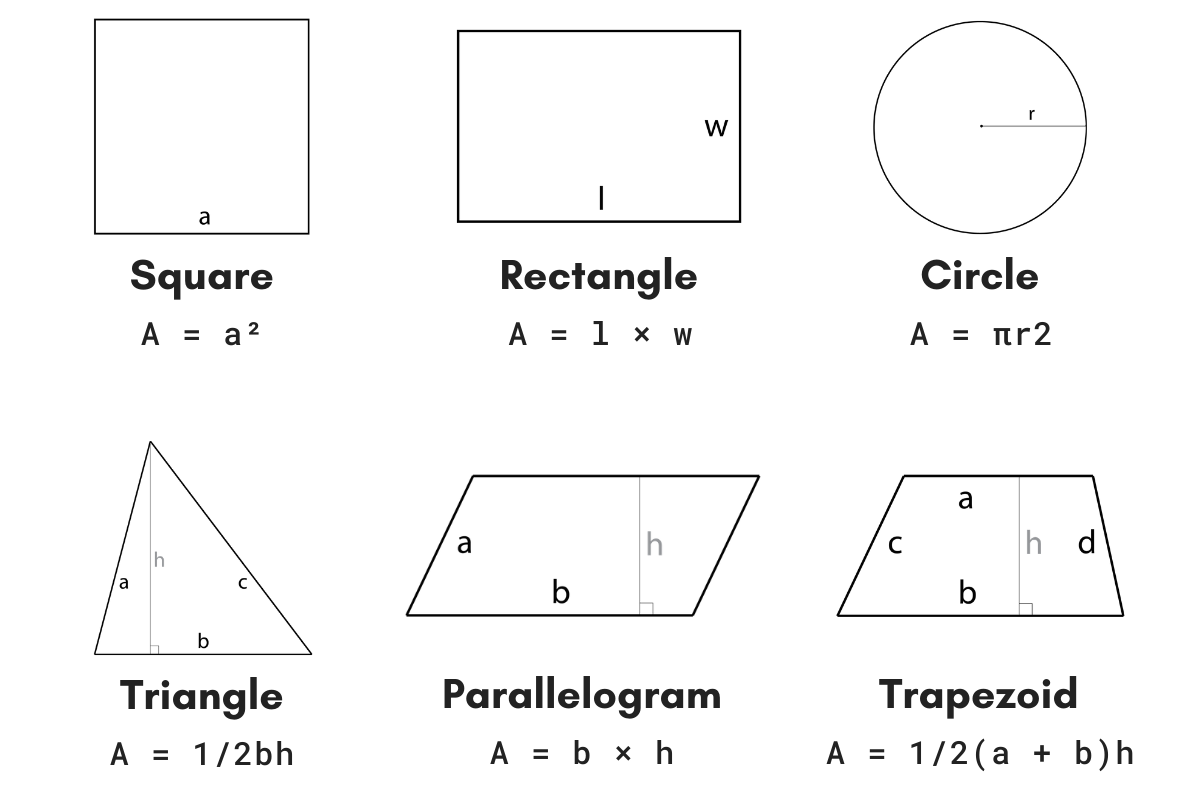 a
w
l
r
Square
Rectangle
Circle
A = a²
A = l × w
A = πr2
a
h
c
b
a
h
b
a
c
h
d
b
Triangle
Parallelogram
Trapezoid
A = 1/2bh
A = b × h
A = 1/2(a + b)h